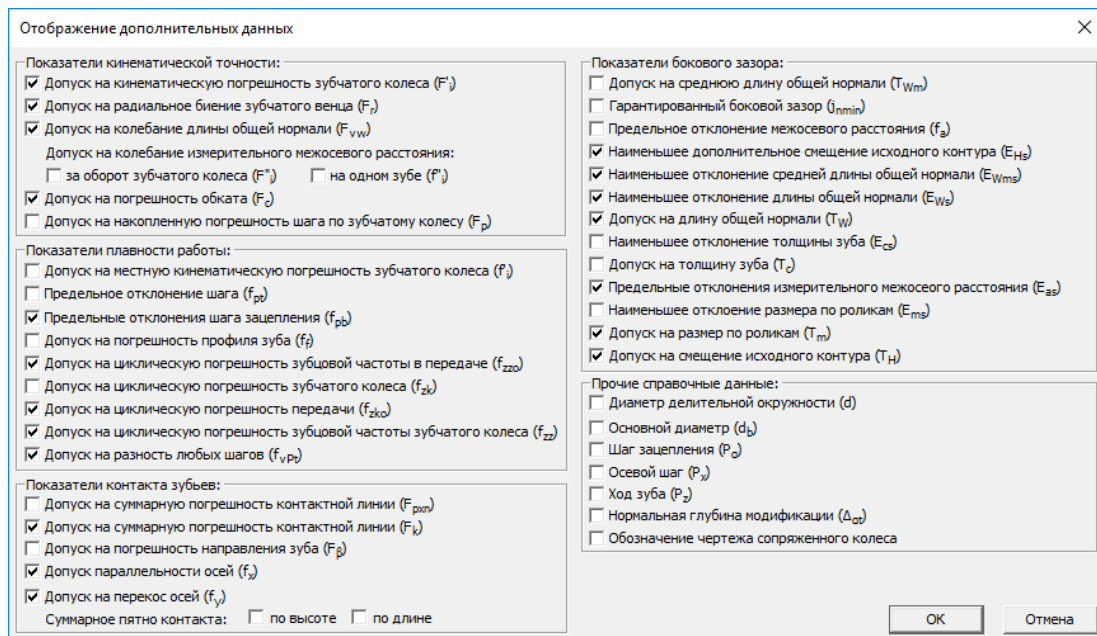 Отображение дополнительных данных
Показатели кинематической точности:
Допуск на кинематическую погрешность зубчатого колеса (F'i)
Допуск на радиальное биение зубчатого венца (Fr)
Допуск на колебание длины общей нормали (Fvw)
Допуск на колебание измерительного межосевого расстояния:
за оборот зубчатого колеса (F"i) на одном зубе (f"i)
Допуск на погрешность обката (Fc)
Допуск на накопленную погрешность шага по зубчатому колесу (Fp)
Показатели плавности работы:
Допуск на местную кинематическую погрешность зубчатого колеса (f'i)
Предельное отклонение шага (fpt)
Предельные отклонения шага зацепления (fpb)
Допуск на погрешность профиля зуба (ff)
Допуск на циклическую погрешность зубцовой частоты в передаче (fzzo)
Допуск на циклическую погрешность зубчатого колеса (fzk)
Допуск на циклическую погрешность передачи (fzko)
Допуск на циклическую погрешность зубцовой частоты зубчатого колеса (fzz)
Допуск на разность любых шагов (fvPt)
Показатели контакта зубьев:
Допуск на суммарную погрешность контактной линии (Fpxn)
Допуск на суммарную погрешность контактной линии (Fk)
Допуск на погрешность направления зуба (Fβ)
Допуск параллельности осей (fx)
Допуск на перекос осей (fy)
Суммарное пятно контакта: по высоте по длине
Показатели бокового зазора:
Допуск на среднюю длину общей нормали (TWm)
Гарантированный боковой зазор (jnmin)
Предельное отклонение межосевого расстояния (fa)
Наименьшее дополнительное смещение исходного контура (EHs)
Наименьшее отклонение средней длины общей нормали (EWms)
Наименьшее отклонение длины общей нормали (EWs)
Допуск на длину общей нормали (TW)
Наименьшее отклонение толщины зуба (Ecs)
Допуск на толщину зуба (Tc)
Предельные отклонения измерительного межосеого расстояния (Eas)
Наименьшее отклоение размера по роликам (Ems)
Допуск на размер по роликам (Tm)
Допуск на смещение исходного контура (TH)
Прочие справочные данные:
Диаметр делительной окружности (d)
Основной диаметр (db)
Шаг зацепления (Pα)
Осевой шаг (Px)
Ход зуба (Pz)
Нормальная глубина модификации (Δαt)
Обозначение чертежа сопряженного колеса
OK Отмена